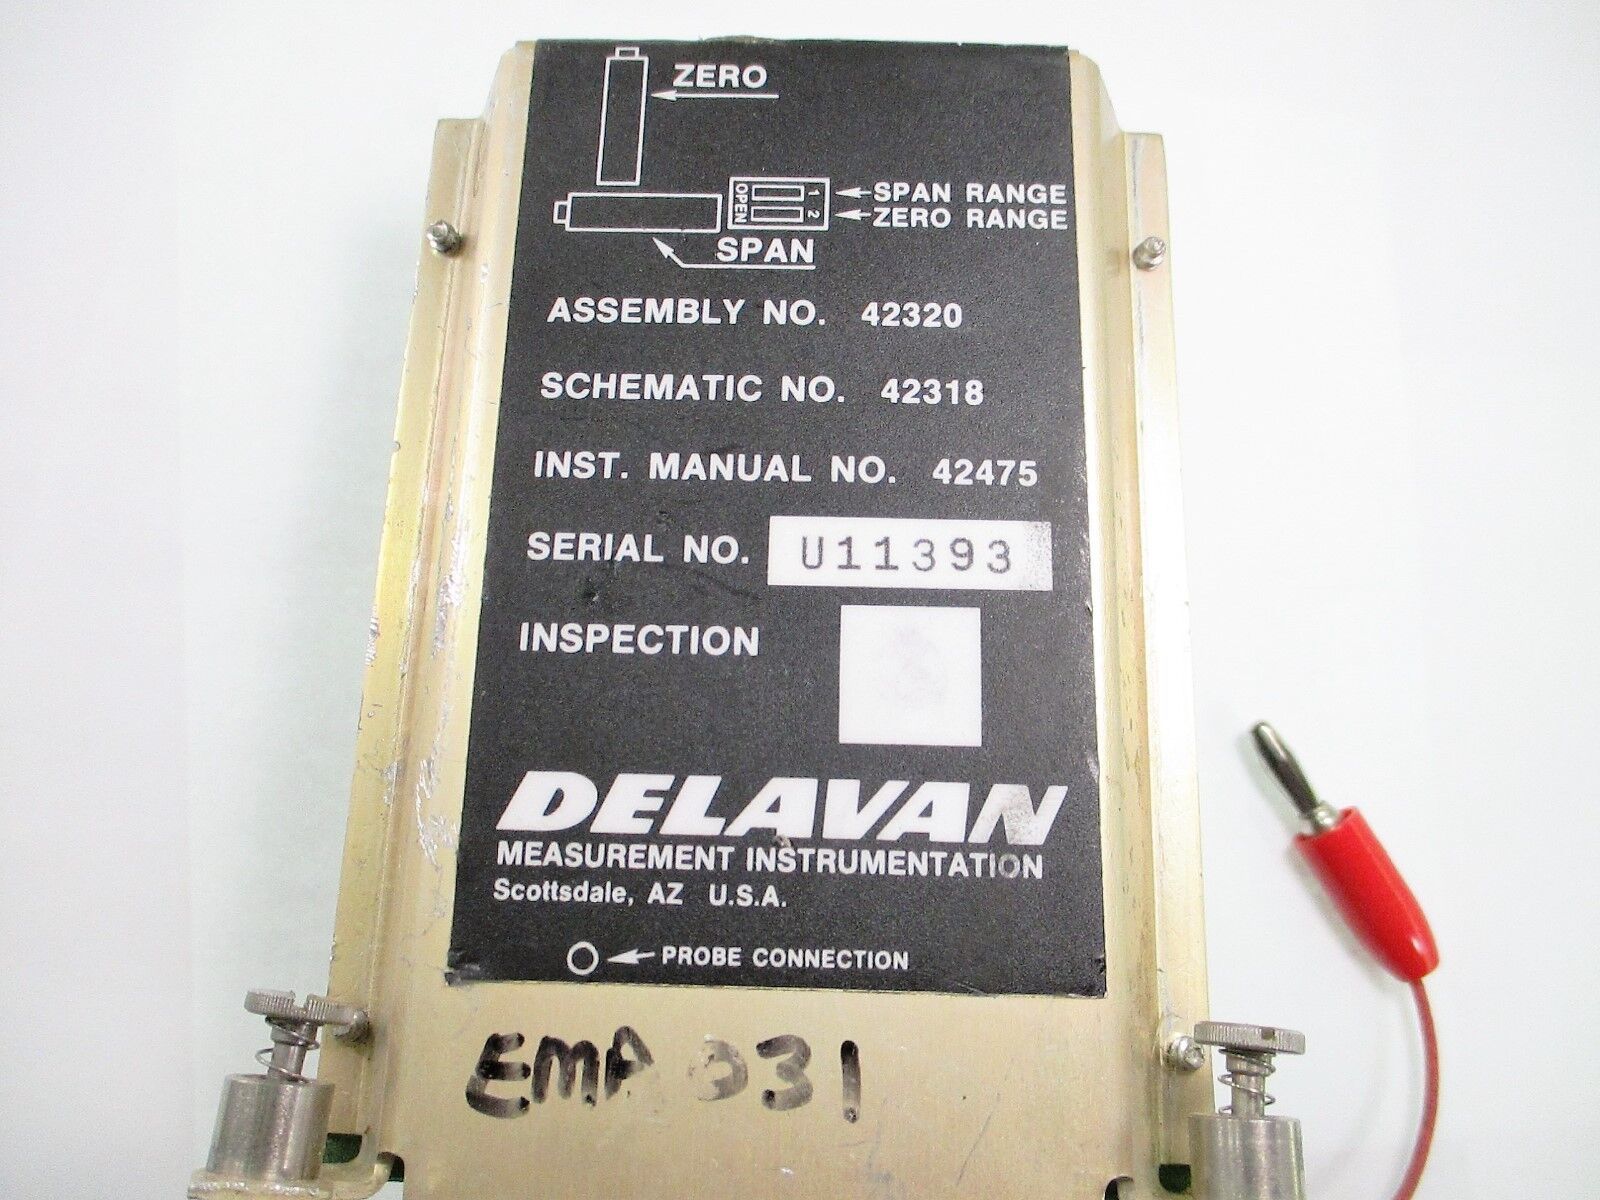 ZERO
OPEN
1
2
SPAN RANGE
ZERO RANGE
SPAN
ASSEMBLY NO. 42320
SCHEMATIC NO. 42318
INST. MANUAL NO. 42475
SERIAL NO. U11393
INSPECTION
DELAVAN
MEASUREMENT INSTRUMENTATION
Scottsdale, AZ U.S.A.
PROBE CONNECTION
EMA 031